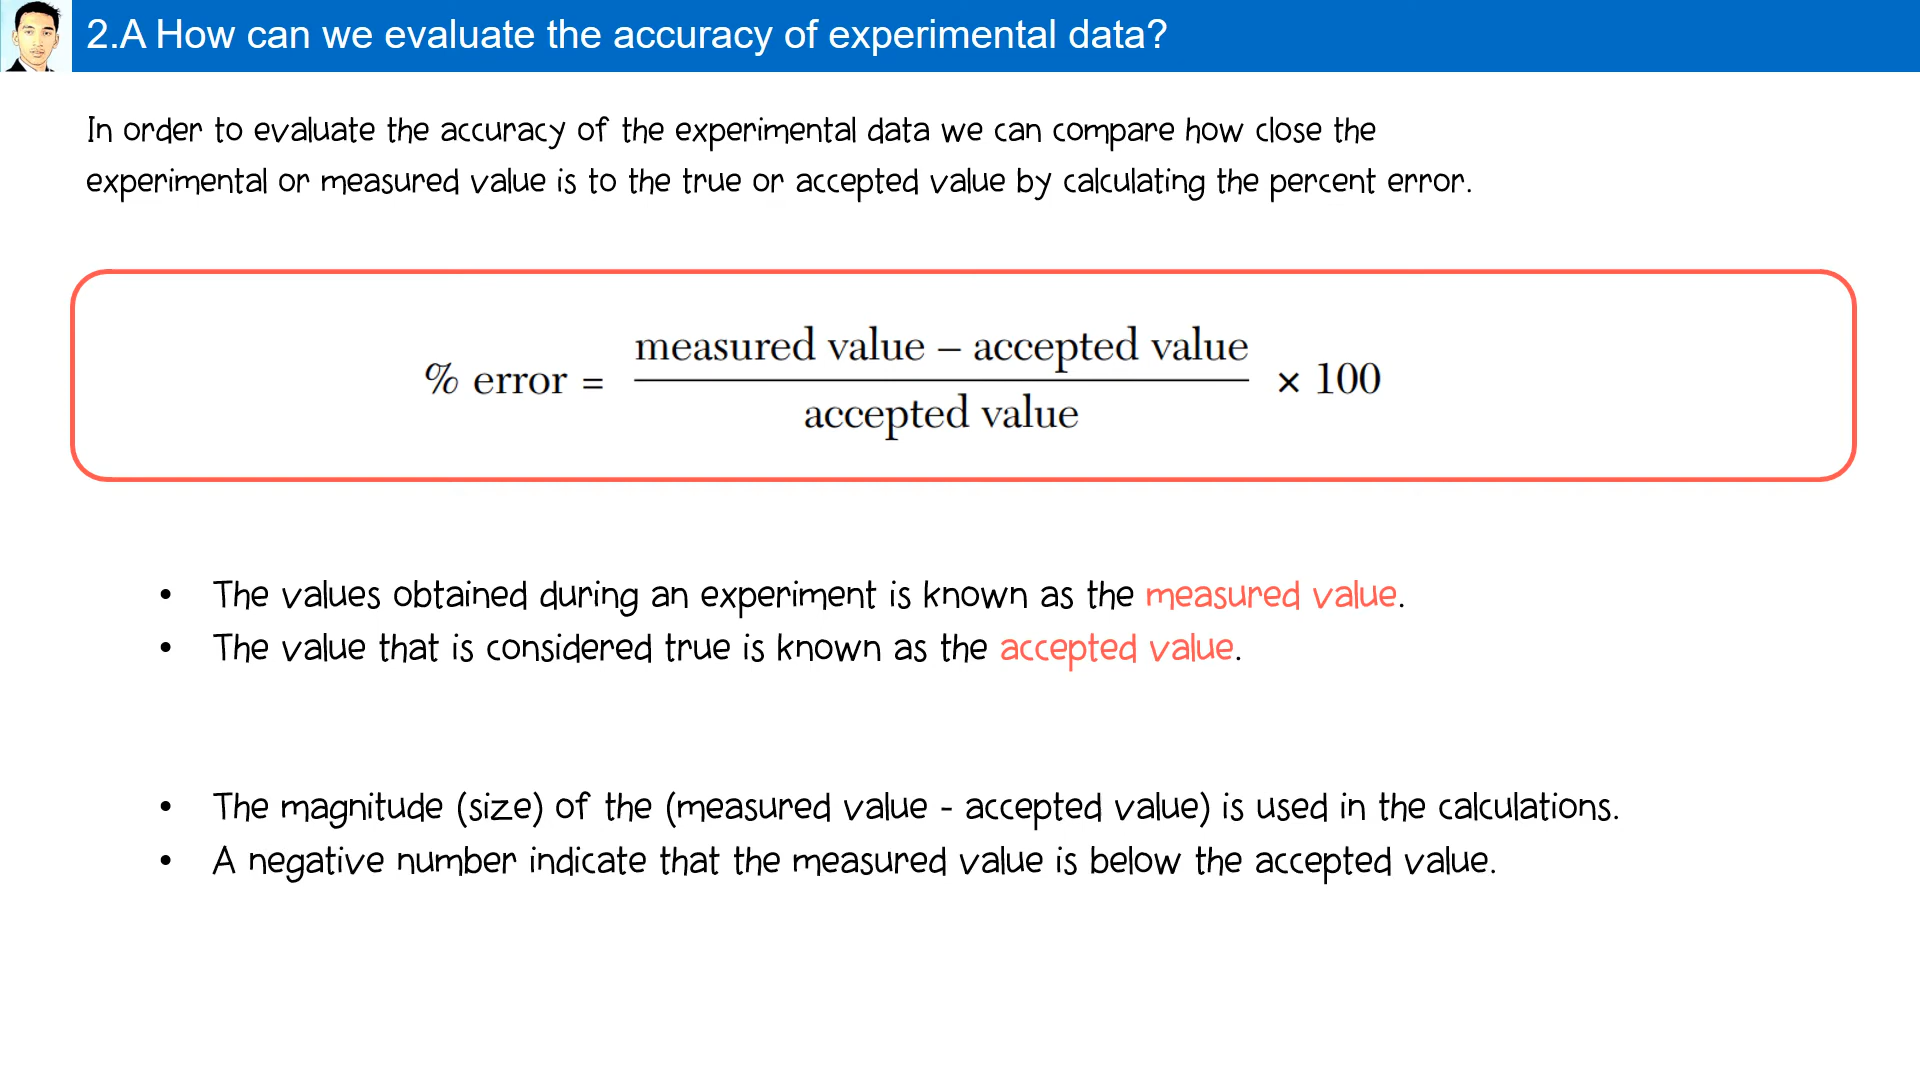 2.A How can we evaluate the accuracy of experimental data?
In order to evaluate the accuracy of the experimental data we can compare how close the
experimental or measured value is to the true or accepted value by calculating the percent error.
% error = measured value – accepted value / accepted value × 100
• The values obtained during an experiment is known as the measured value.
• The value that is considered true is known as the accepted value.
• The magnitude (size) of the (measured value - accepted value) is used in the calculations.
• A negative number indicate that the measured value is below the accepted value.